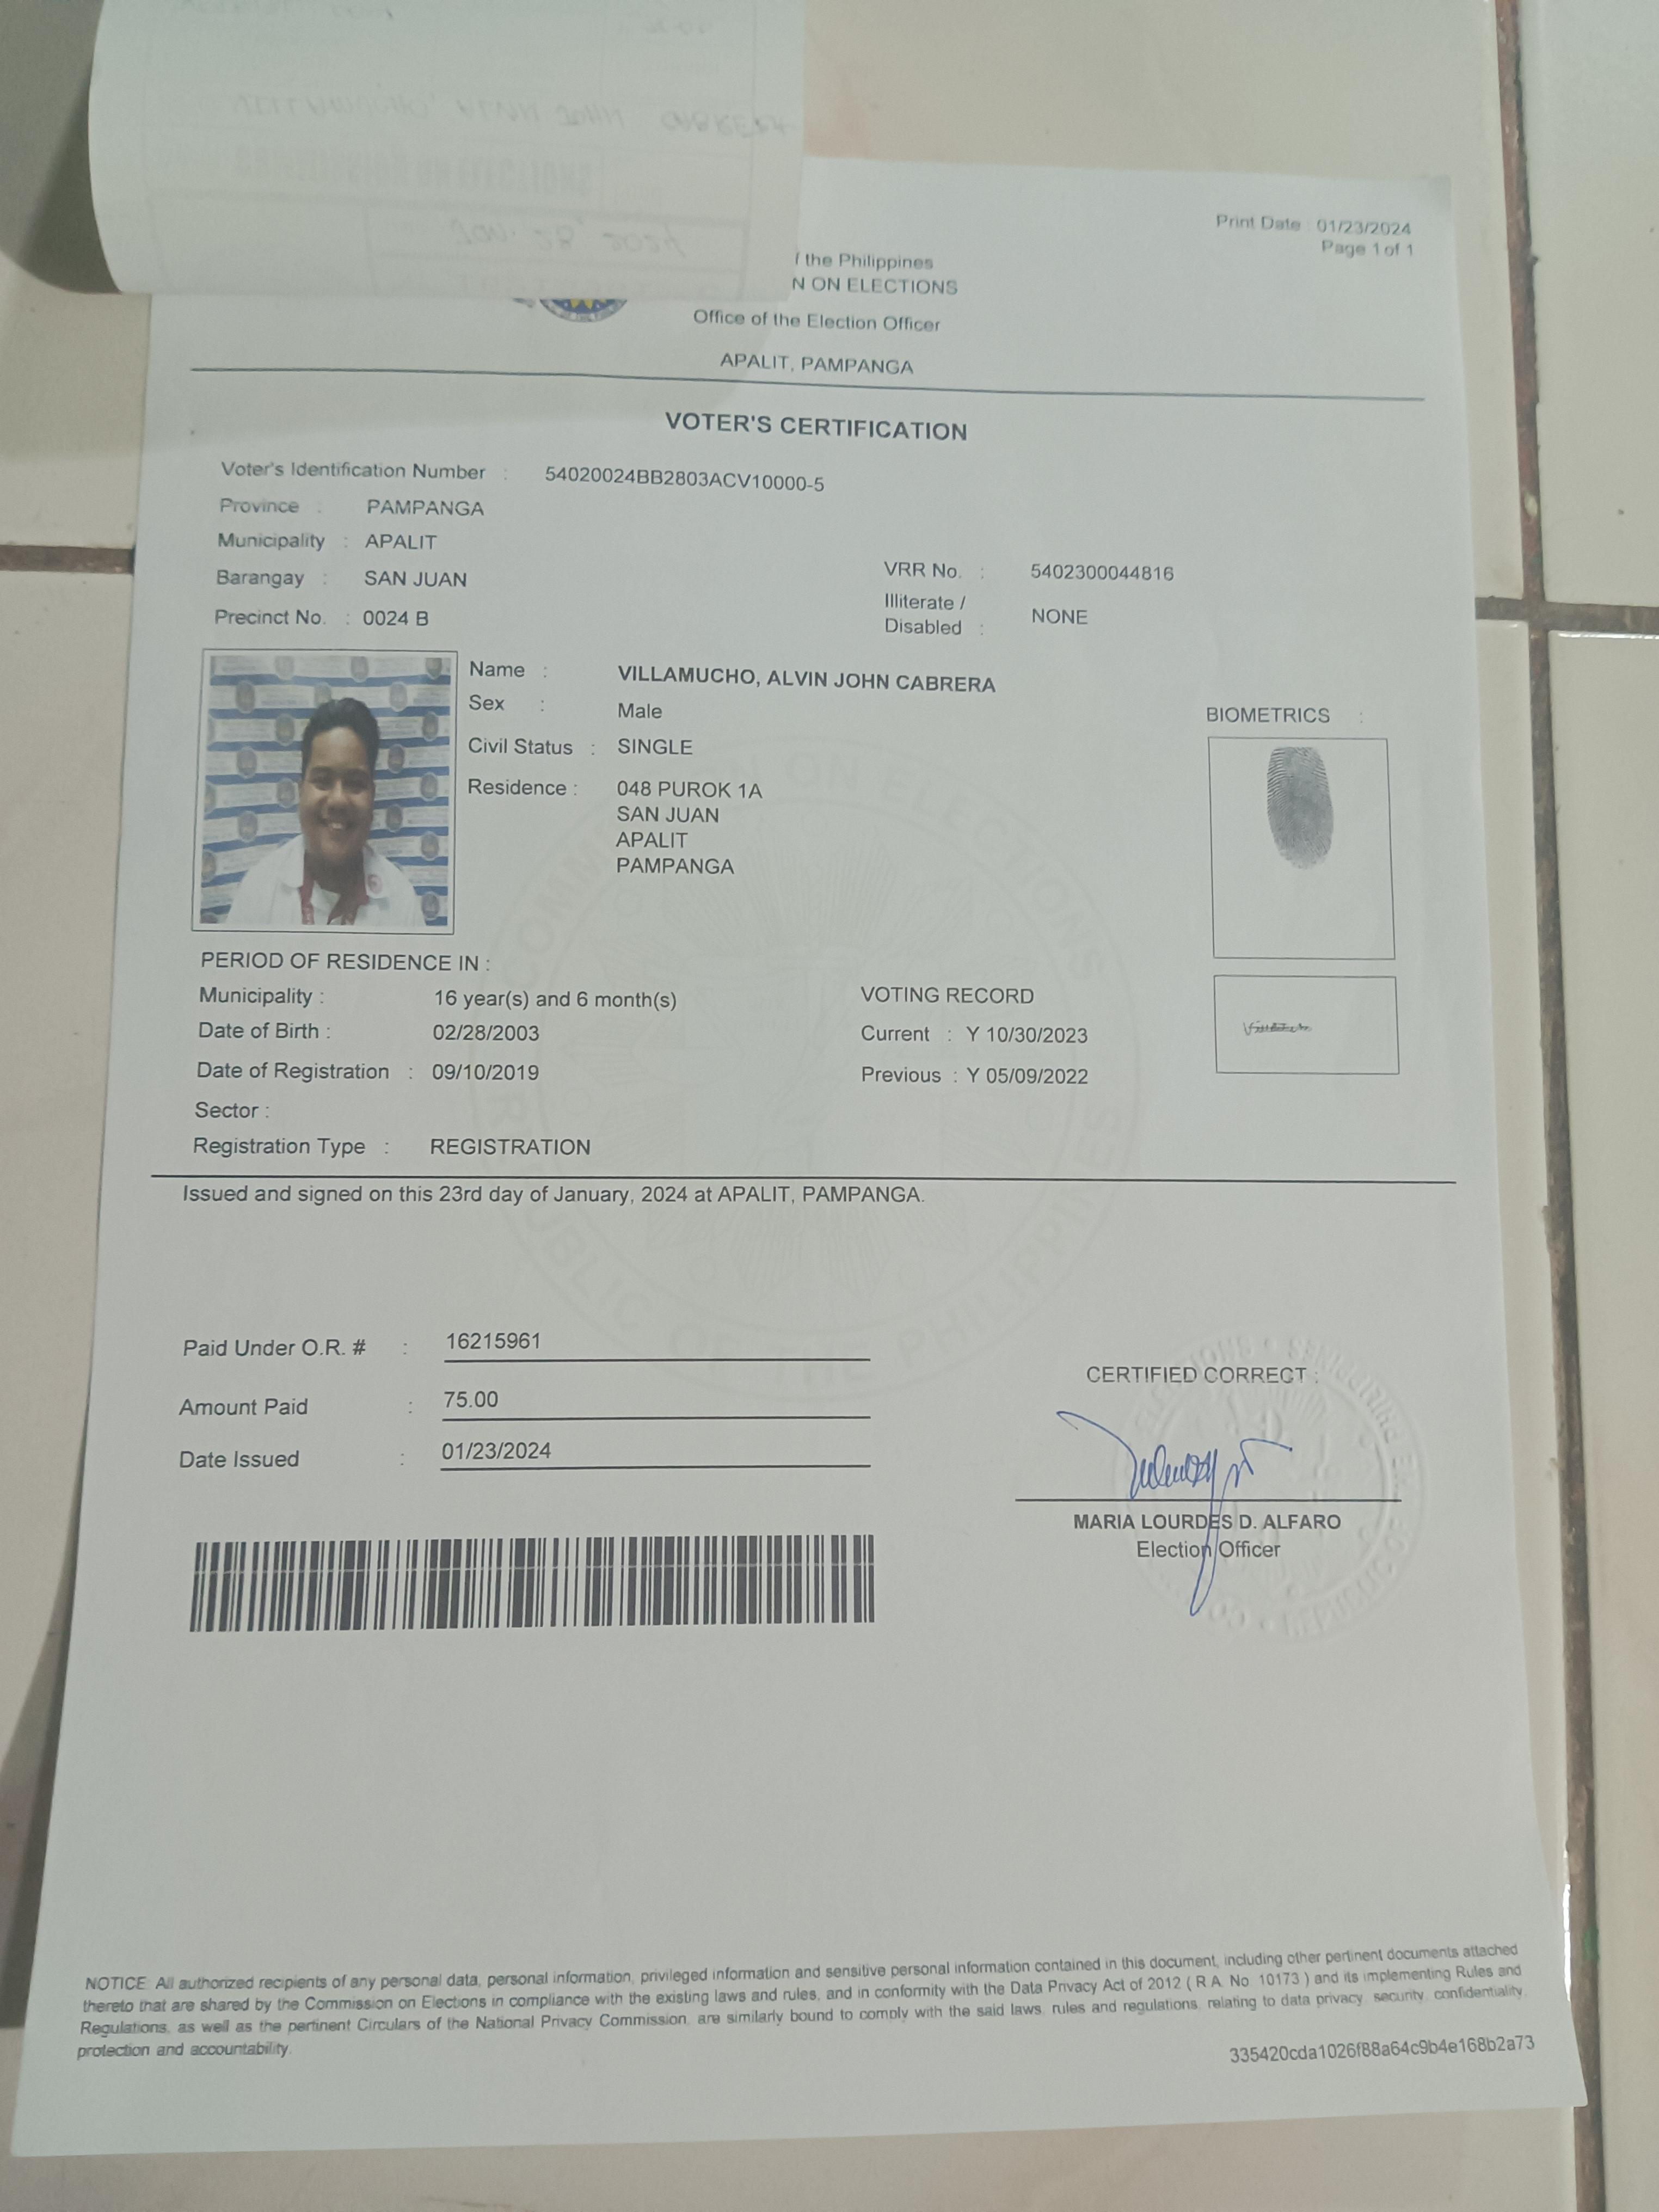 Print Date : 01/23/2024
Page 1 of 1
the Philippines
N ON ELECTIONS
Office of the Election Officer
APALIT, PAMPANGA
VOTER'S CERTIFICATION
Voter's Identification Number : 54020024BB2803ACV10000-5
Province : PAMPANGA
Municipality : APALIT
Barangay : SAN JUAN
Precinct No. : 0024 B
VRR No. : 5402300044816
Illiterate /
Disabled : NONE
Name : VILLAMUCHO, ALVIN JOHN CABRERA
Sex : Male
Civil Status : SINGLE
Residence : 048 PUROK 1A
SAN JUAN
APALIT
PAMPANGA
BIOMETRICS :
PERIOD OF RESIDENCE IN :
Municipality : 16 year(s) and 6 month(s)
Date of Birth : 02/28/2003
Date of Registration : 09/10/2019
Sector :
Registration Type : REGISTRATION
VOTING RECORD
Current : Y 10/30/2023
Previous : Y 05/09/2022
Issued and signed on this 23rd day of January, 2024 at APALIT, PAMPANGA.
Paid Under O.R. # : 16215961
Amount Paid : 75.00
Date Issued : 01/23/2024
CERTIFIED CORRECT :
MARIA LOURDES D. ALFARO
Election Officer
COMMISSION ON ELECTIONS
REPUBLIC OF THE PHILIPPINES
NOTICE: All authorized recipients of any personal data, personal information, privileged information and sensitive personal information contained in this document, including other pertinent documents attached
thereto that are shared by the Commission on Elections in compliance with the existing laws and rules, and in conformity with the Data Privacy Act of 2012 ( R.A. No. 10173 ) and its implementing Rules and
Regulations, as well as the pertinent Circulars of the National Privacy Commission, are similarly bound to comply with the said laws, rules and regulations, relating to data privacy, security, confidentiality,
protection and accountability.
335420cda1026f88a64c9b4e168b2a73